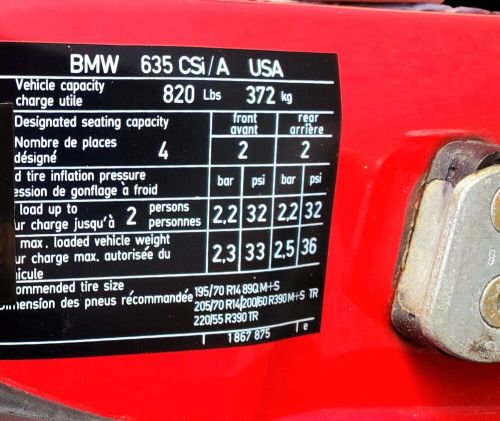 BMW 635 CSi/A USA
Vehicle capacity
charge utile 820 Lbs 372 kg
Designated seating capacity front rear
avant arrière
Nombre de places
désigné 4 2 2
d tire inflation pressure
ession de gonflage à froid bar psi bar psi
load up to
ur charge jusqu'à 2 persons
personnes 2,2 32 2,2 32
max. loaded vehicle weight
ur charge max. autorisée du
hicule 2,3 33 2,5 36
commended tire size
imension des pneus récommandée 195/70 R14 89Q M+S
205/70 R14/200/60 R390 M+S TR
220/55 R390 TR
1 867 875 e